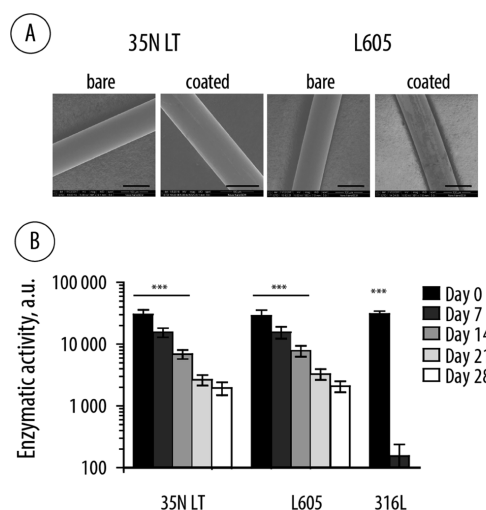 A
35N LT
L605
bare
coated
bare
coated
B
Enzymatic activity, a.u.
100 000
10 000
1 000
100
***
***
***
Day 0
Day 7
Day 14
Day 21
Day 28
35N LT
L605
316L